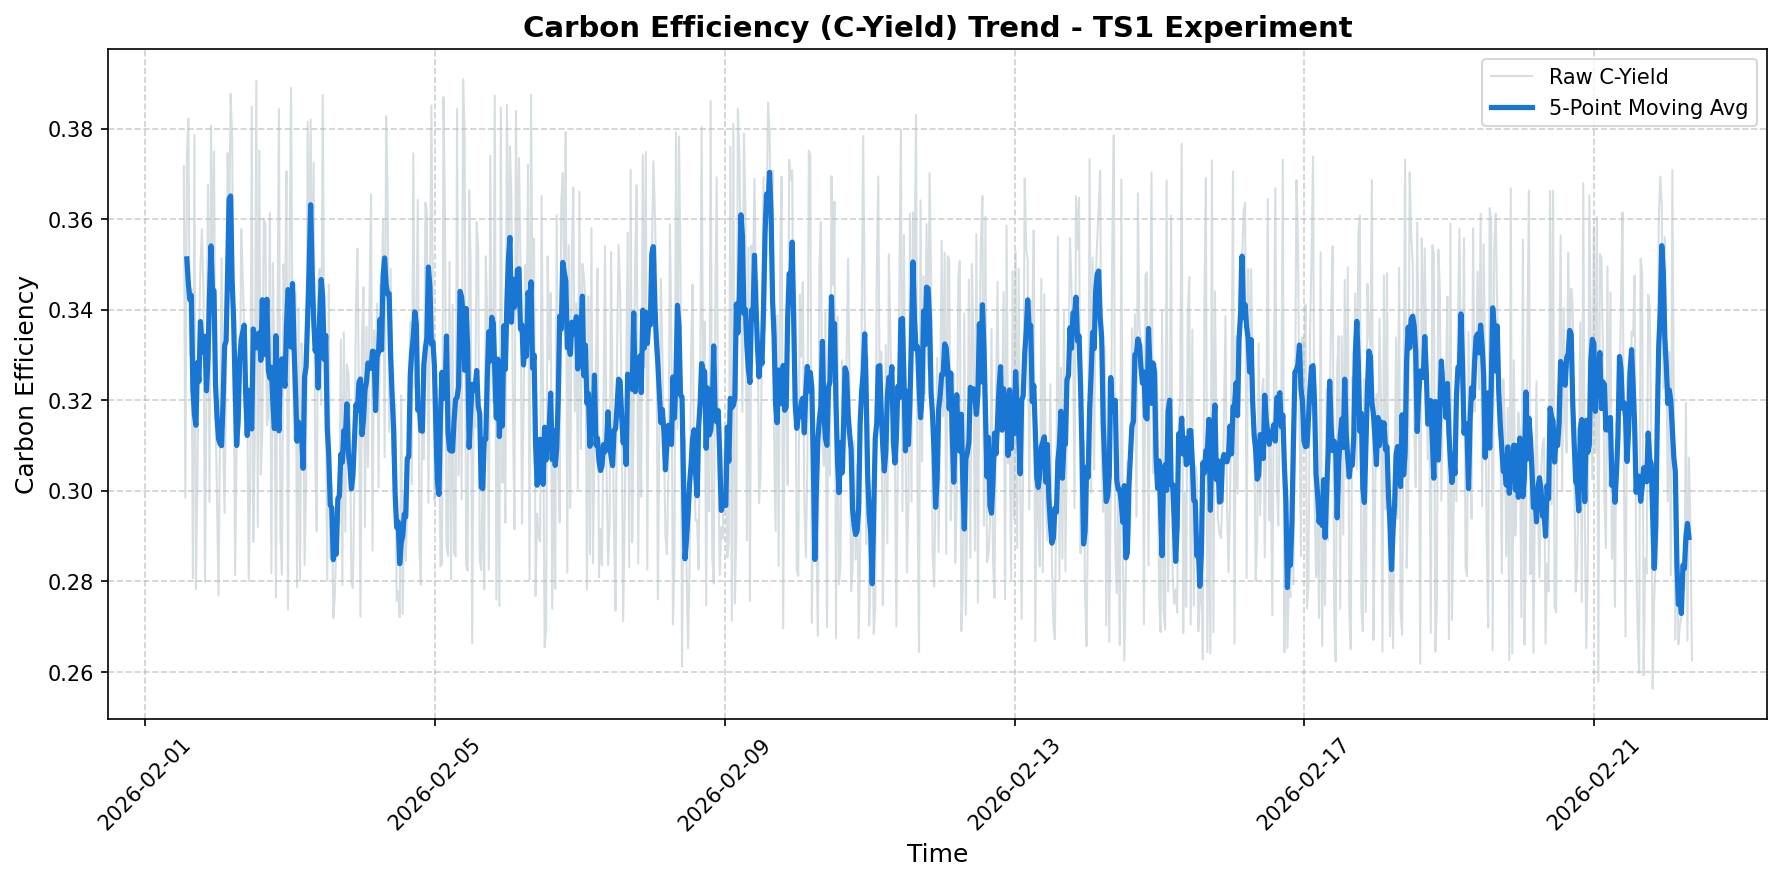 Carbon Efficiency (C-Yield) Trend - TS1 Experiment
Raw C-Yield
5-Point Moving Avg
Carbon Efficiency
0.38
0.36
0.34
0.32
0.30
0.28
0.26
2026-02-01
2026-02-05
2026-02-09
2026-02-13
2026-02-17
2026-02-21
Time